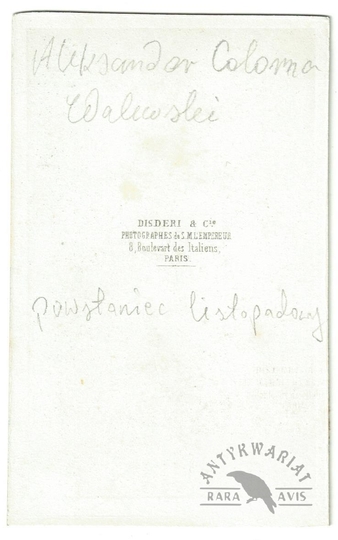 Aleksander Colonna
Walewski
DISDERI & Cie
PHOTOGRAPHES de S.M. L'EMPEREUR
8, Boulevart des Italiens,
PARIS
powstaniec listopadowy
ANTYKWARIAT
RARA AVIS